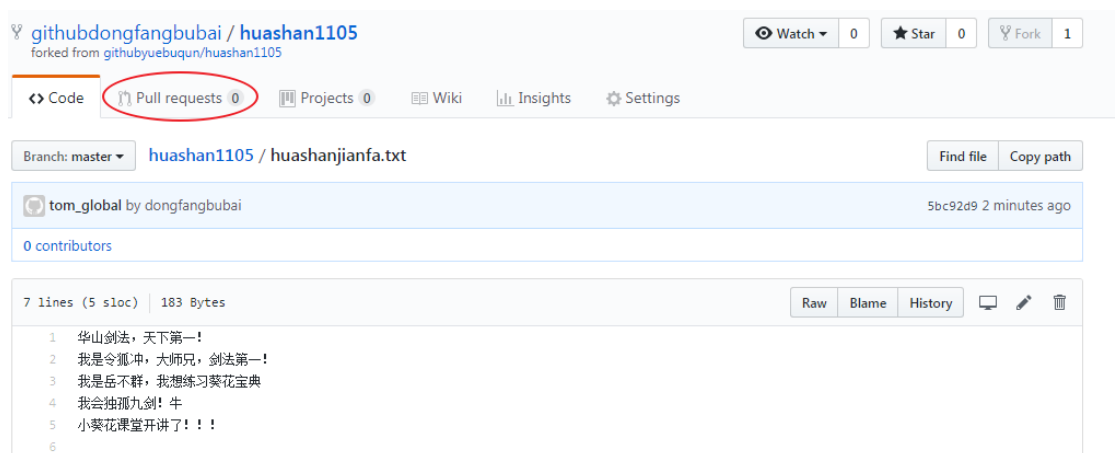 githubdongfangbubai / huashan1105
Watch 0 Star 0 Fork 1
forked from githubyuebuqun/huashan1105
Code Pull requests 0 Projects 0 Wiki Insights Settings
Branch: master huashan1105 / huashanjianfa.txt Find file Copy path
tom_global by dongfangbubai 5bc92d9 2 minutes ago
0 contributors
7 lines (5 sloc) 183 Bytes Raw Blame History
1 华山剑法，天下第一！
2 我是令狐冲，大师兄，剑法第一！
3 我是岳不群，我想练习葵花宝典
4 我会独孤九剑！牛
5 小葵花课堂开讲了！！！
6